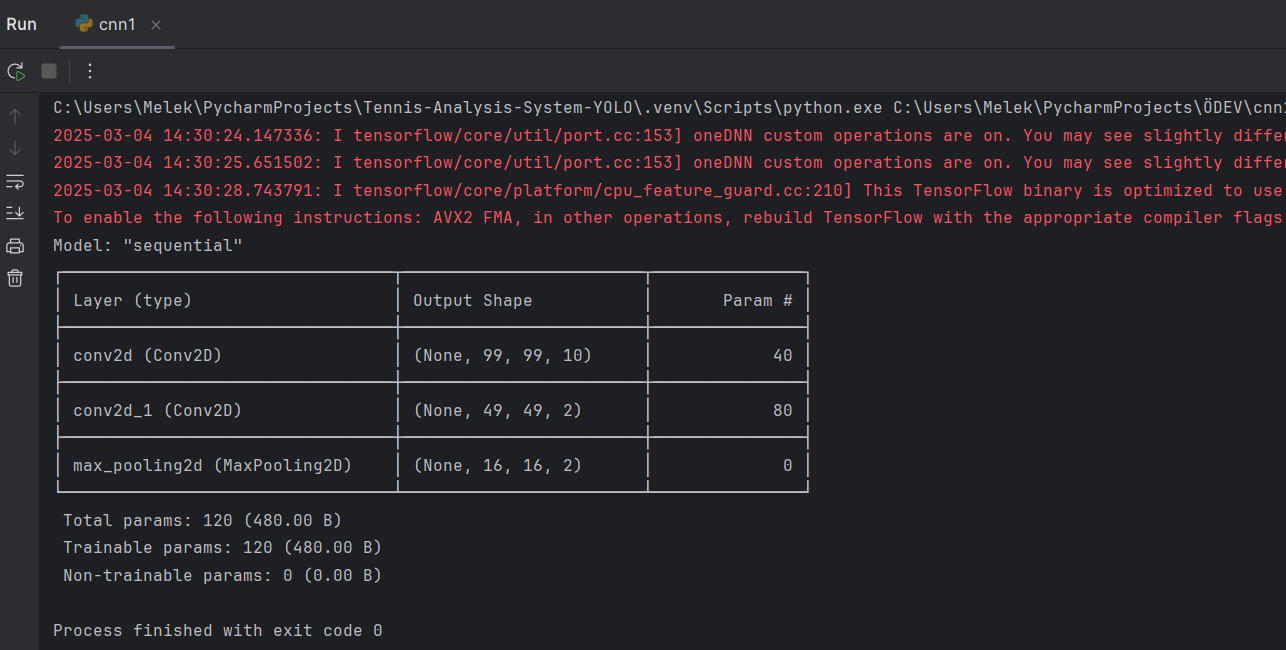 Run cnn1
C:\Users\Melek\PycharmProjects\Tennis-Analysis-System-YOLO\.venv\Scripts\python.exe C:\Users\Melek\PycharmProjects\ÖDEV\cnn
2025-03-04 14:30:24.147336: I tensorflow/core/util/port.cc:153] oneDNN custom operations are on. You may see slightly differ
2025-03-04 14:30:25.651502: I tensorflow/core/util/port.cc:153] oneDNN custom operations are on. You may see slightly differ
2025-03-04 14:30:28.743791: I tensorflow/core/platform/cpu_feature_guard.cc:210] This TensorFlow binary is optimized to use
To enable the following instructions: AVX2 FMA, in other operations, rebuild TensorFlow with the appropriate compiler flags
Model: "sequential"
Layer (type) Output Shape Param #
conv2d (Conv2D) (None, 99, 99, 10) 40
conv2d_1 (Conv2D) (None, 49, 49, 2) 80
max_pooling2d (MaxPooling2D) (None, 16, 16, 2) 0
Total params: 120 (480.00 B)
Trainable params: 120 (480.00 B)
Non-trainable params: 0 (0.00 B)
Process finished with exit code 0